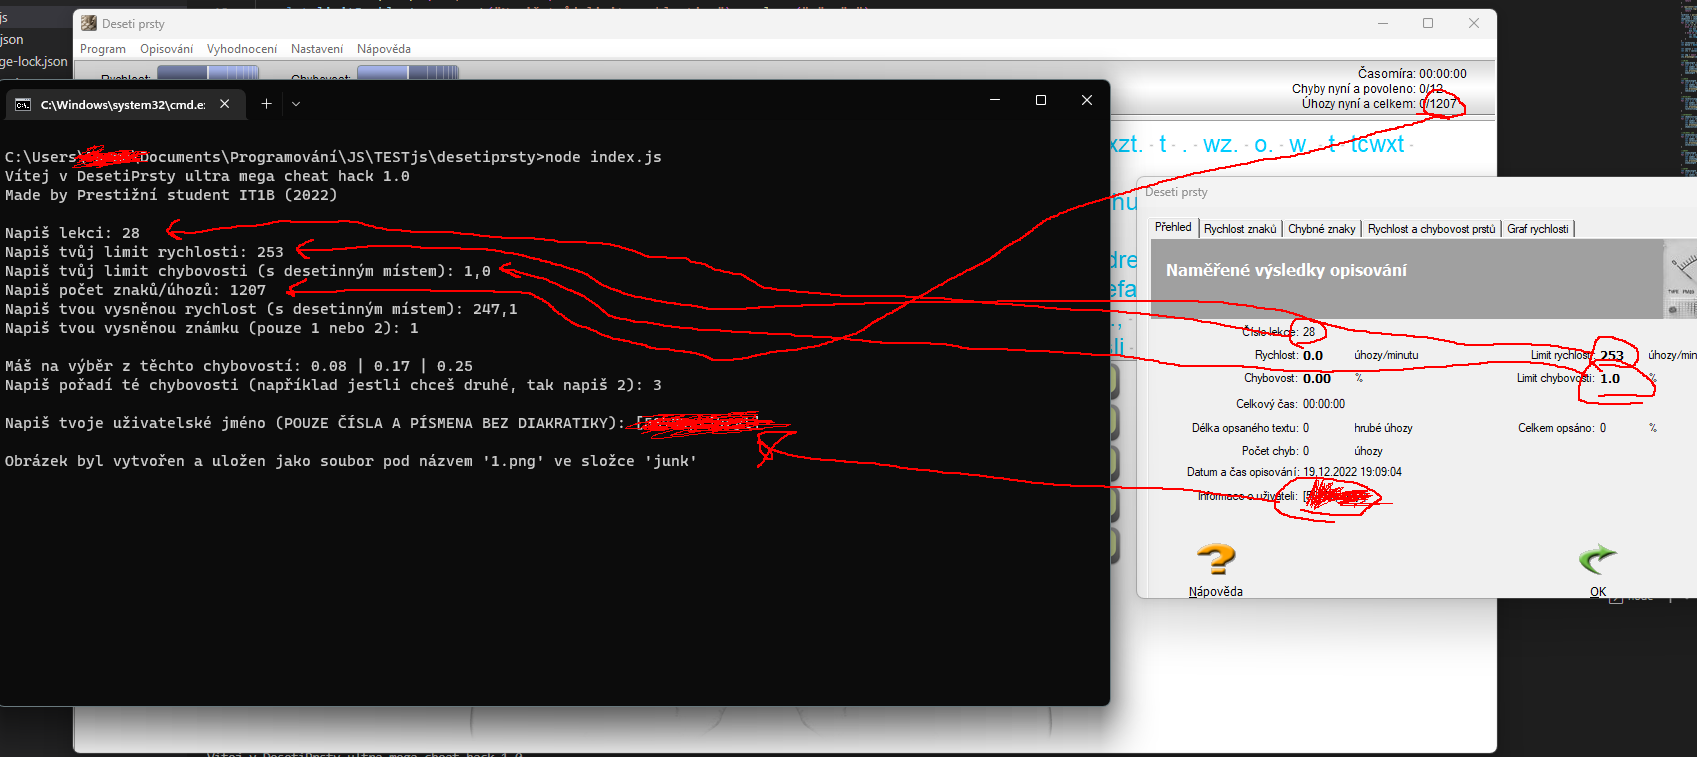 js
json
ge-lock.json
Deseti prsty
Program Opisování Vyhodnocení Nastavení Nápověda
Časomíra: 00:00:00
Chyby nyní a povoleno: 0/12
Úhozy nyní a celkem: 0/1207
xzt. · t · . · wz. · o. · w. · t · tcwxt ·
C:\Windows\system32\cmd.e:
C:\Users\ Documents\Programování\JS\TESTjs\desetiprsty>node index.js
Vítej v DesetiPrsty ultra mega cheat hack 1.0
Made by Prestižní student IT1B (2022)
Napiš lekci: 28
Napiš tvůj limit rychlosti: 253
Napiš tvůj limit chybovosti (s desetinným místem): 1,0
Napiš počet znaků/úhozů: 1207
Napiš tvou vysněnou rychlost (s desetinným místem): 247,1
Napiš tvou vysněnou známku (pouze 1 nebo 2): 1
Máš na výběr z těchto chybovostí: 0.08 | 0.17 | 0.25
Napiš pořadí té chybovosti (například jestli chceš druhé, tak napiš 2): 3
Napiš tvoje uživatelské jméno (POUZE ČÍSLA A PÍSMENA BEZ DIAKRATIKY):
Obrázek byl vytvořen a uložen jako soubor pod názvem '1.png' ve složce 'junk'
Deseti prsty
Přehled Rychlost znaků Chybné znaky Rychlost a chybovost prstů Graf rychlosti
Naměřené výsledky opisování
Číslo lekce: 28
Rychlost: 0.0 úhozy/minutu Limit rychlosti: 253 úhozy/min
Chybovost: 0.00 % Limit chybovosti: 1.0 %
Celkový čas: 00:00:00
Délka opsaného textu: 0 hrubé úhozy Celkem opsáno: 0 %
Počet chyb: 0 úhozy
Datum a čas opisování: 19.12.2022 19:09:04
Informace o uživateli:
Nápověda OK
Vítej v DesetiPrsty ultra mega cheat hack 1.0